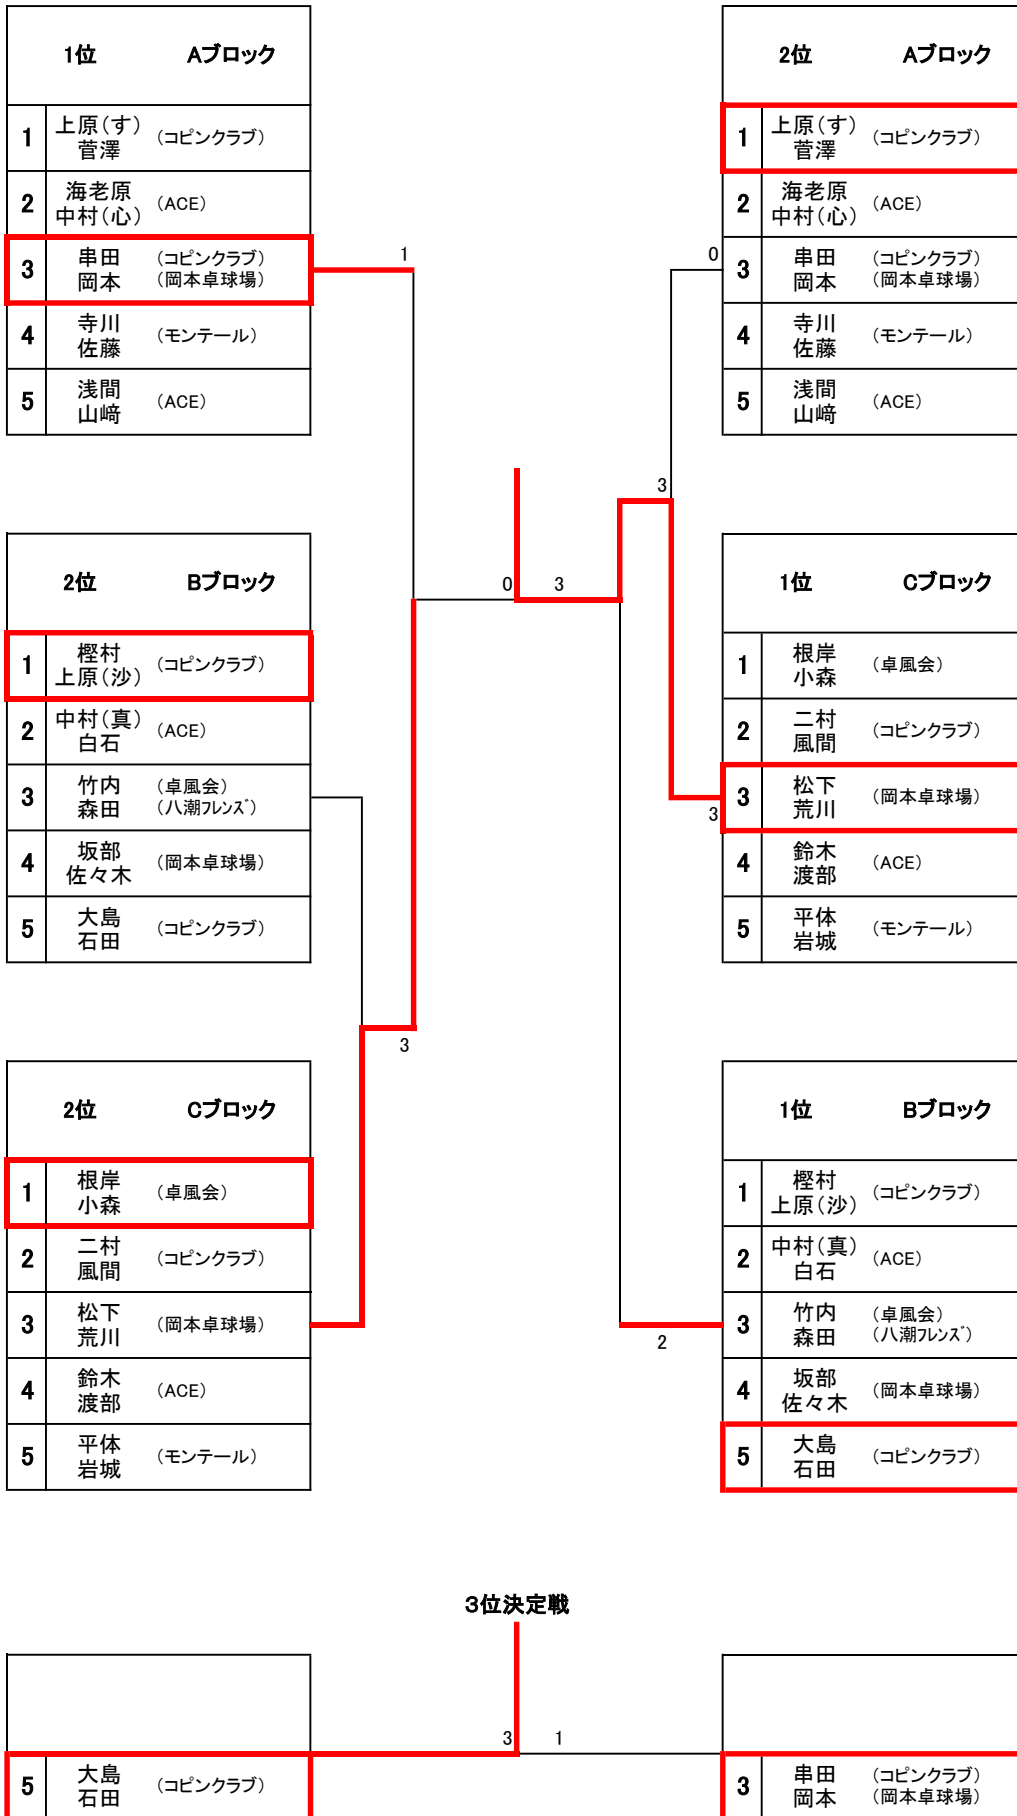 1位 Aブロック
1 上原(す) 菅澤 (コピンクラブ)
2 海老原 中村(心) (ACE)
3 串田 岡本 (コピンクラブ) (岡本卓球場)
4 寺川 佐藤 (モンテール)
5 浅間 山﨑 (ACE)
1
2位 Aブロック
1 上原(す) 菅澤 (コピンクラブ)
2 海老原 中村(心) (ACE)
3 串田 岡本 (コピンクラブ) (岡本卓球場)
4 寺川 佐藤 (モンテール)
5 浅間 山﨑 (ACE)
0
3
2位 Bブロック
1 樫村 上原(沙) (コピンクラブ)
2 中村(真) 白石 (ACE)
3 竹内 森田 (卓風会) (八潮フレンズ)
4 坂部 佐々木 (岡本卓球場)
5 大島 石田 (コピンクラブ)
0 3
1位 Cブロック
1 根岸 小森 (卓風会)
2 二村 風間 (コピンクラブ)
3 松下 荒川 (岡本卓球場)
4 鈴木 渡部 (ACE)
5 平体 岩城 (モンテール)
3
3
2位 Cブロック
1 根岸 小森 (卓風会)
2 二村 風間 (コピンクラブ)
3 松下 荒川 (岡本卓球場)
4 鈴木 渡部 (ACE)
5 平体 岩城 (モンテール)
1位 Bブロック
1 樫村 上原(沙) (コピンクラブ)
2 中村(真) 白石 (ACE)
3 竹内 森田 (卓風会) (八潮フレンズ)
4 坂部 佐々木 (岡本卓球場)
5 大島 石田 (コピンクラブ)
2
3位決定戦
3 1
5 大島 石田 (コピンクラブ)
3 串田 岡本 (コピンクラブ) (岡本卓球場)